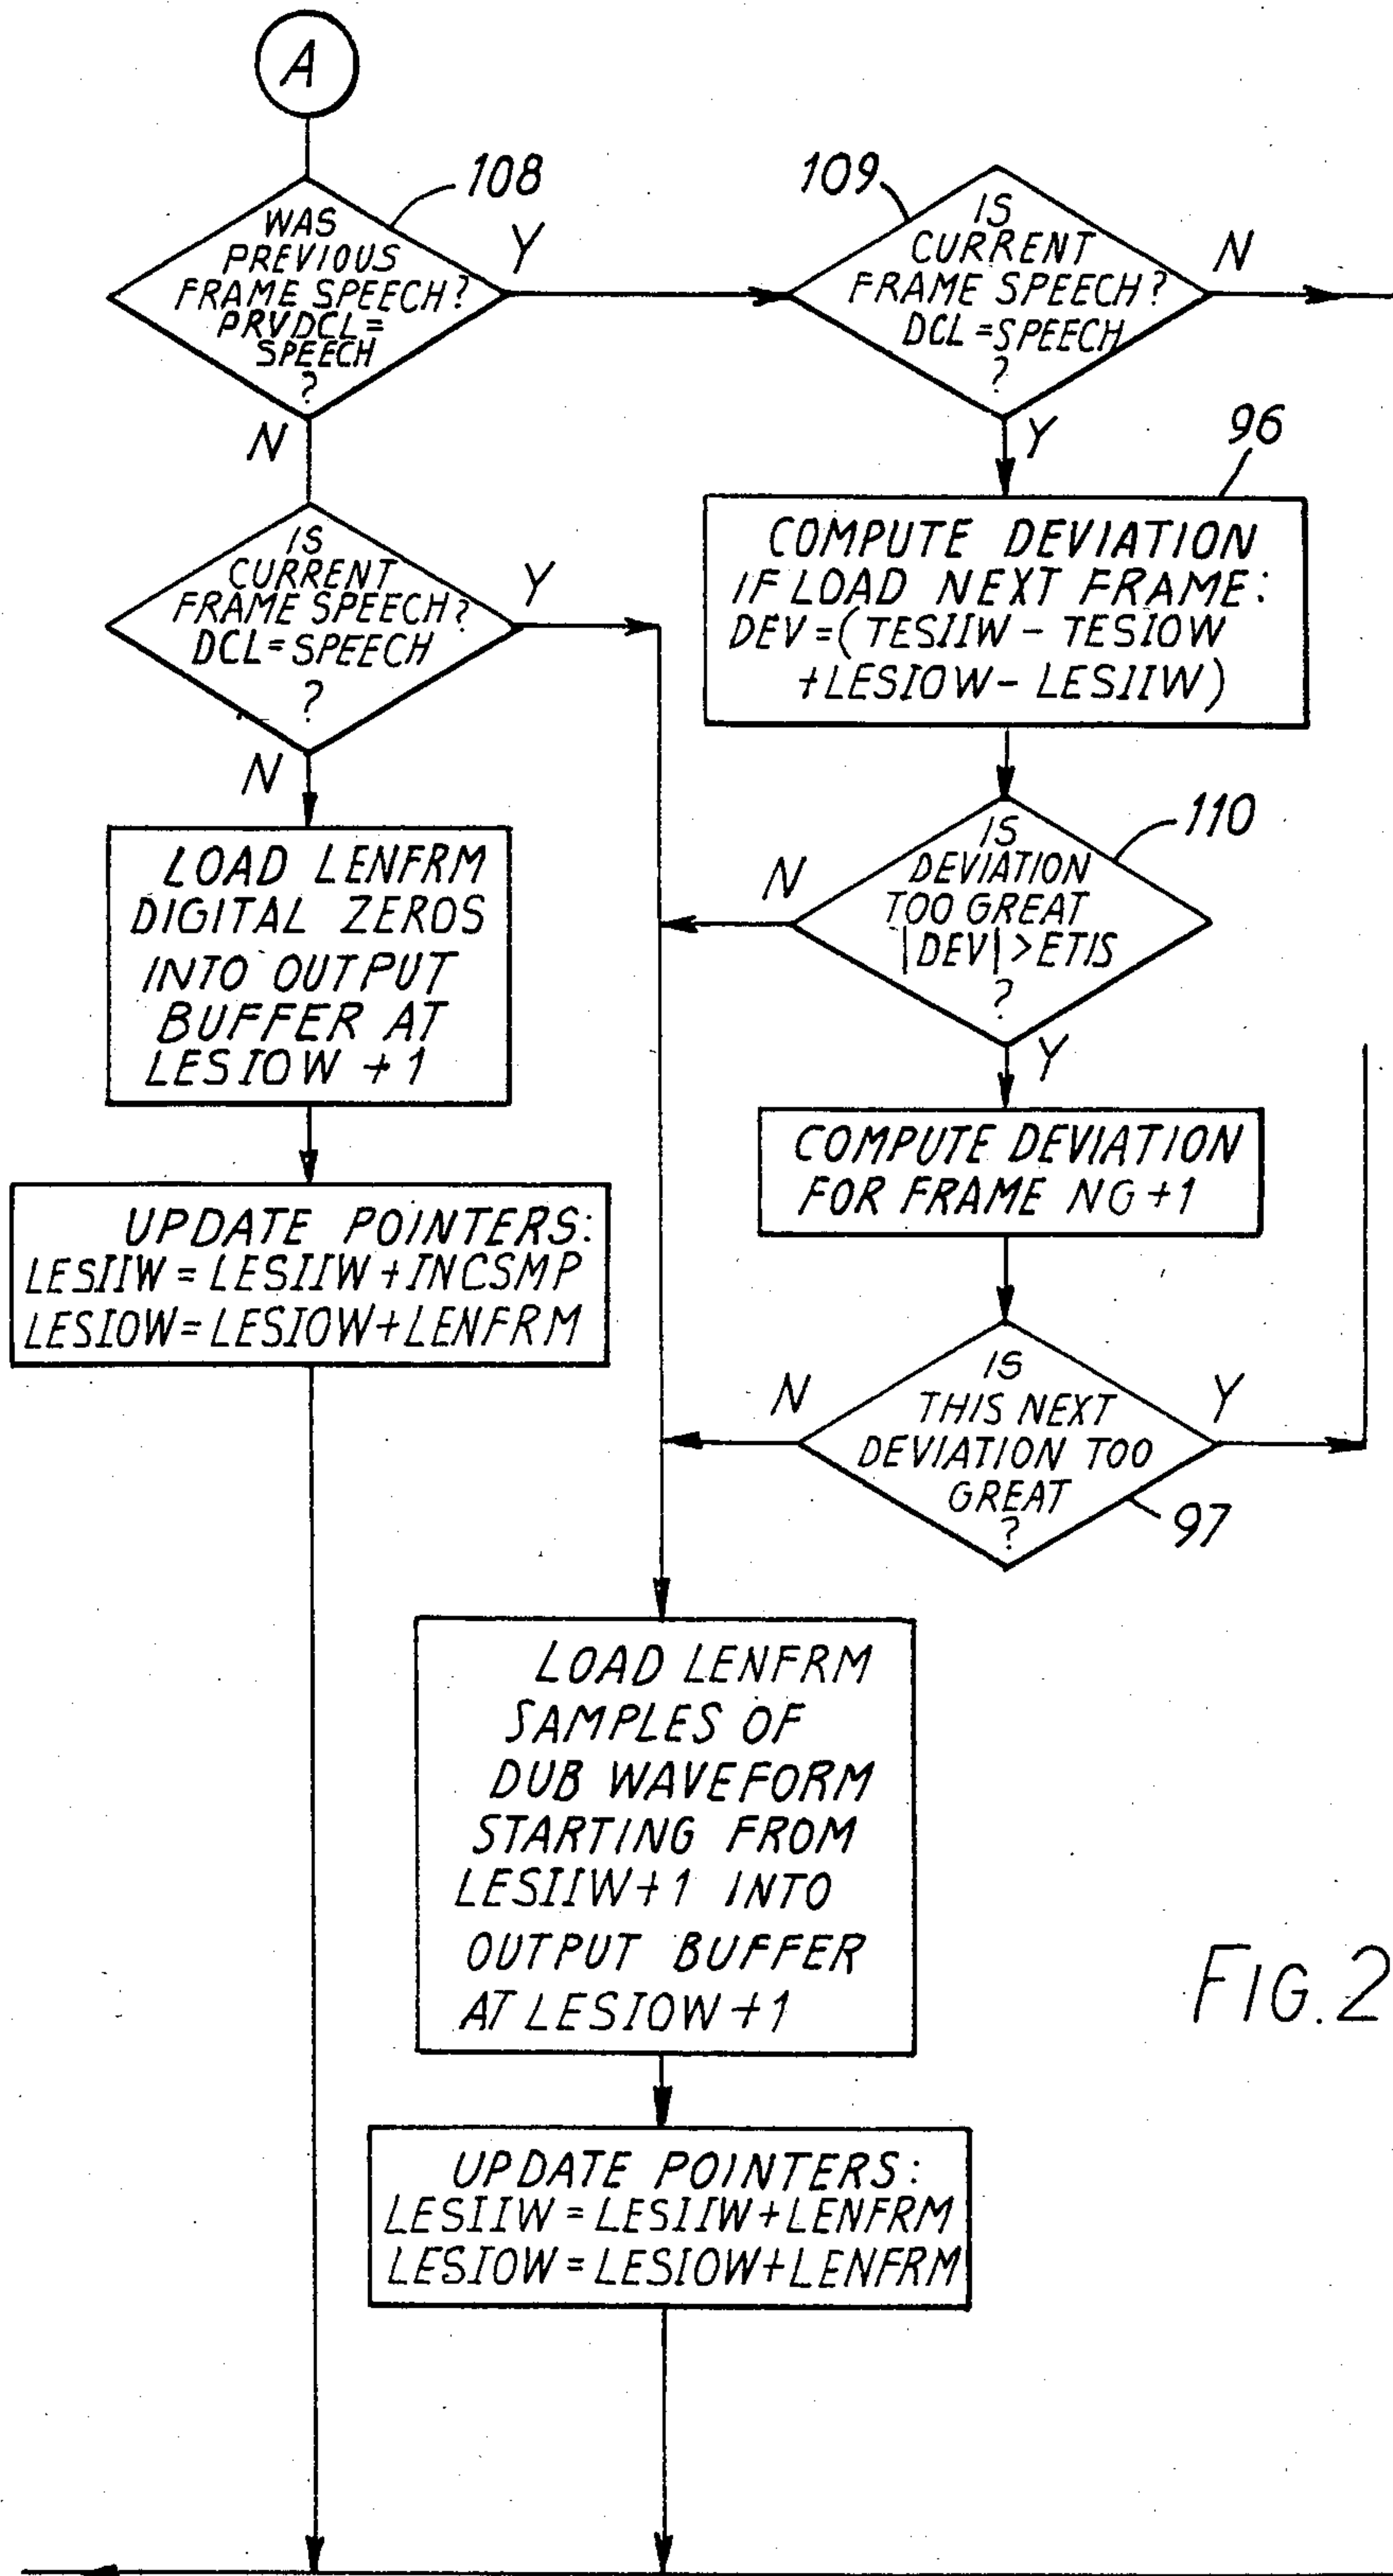 A
108
WAS
PREVIOUS
FRAME SPEECH?
PRVDCL=
SPEECH
?
Y
N
109
IS
CURRENT
FRAME SPEECH?
DCL=SPEECH
?
N
Y
96
COMPUTE DEVIATION
IF LOAD NEXT FRAME:
DEV=(TESIIW - TESIOW
+LESIOW- LESIIW)
IS
CURRENT
FRAME SPEECH?
DCL=SPEECH
?
Y
N
110
IS
DEVIATION
TOO GREAT
|DEV|>ETIS
?
N
Y
LOAD LENFRM
DIGITAL ZEROS
INTO OUTPUT
BUFFER AT
LESIOW +1
COMPUTE DEVIATION
FOR FRAME NG+1
UPDATE POINTERS:
LESIIW = LESIIW+INCSMP
LESIOW=LESIOW+LENFRM
IS
THIS NEXT
DEVIATION TOO
GREAT
?
N
Y
97
LOAD LENFRM
SAMPLES OF
DUB WAVEFORM
STARTING FROM
LESIIW+1 INTO
OUTPUT BUFFER
AT LESIOW+1
FIG.2
UPDATE POINTERS:
LESIIW=LESIIW+LENFRM
LESIOW=LESIOW+LENFRM